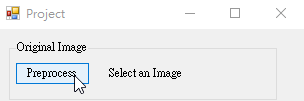 Project
Original Image
Preprocess
Select an Image